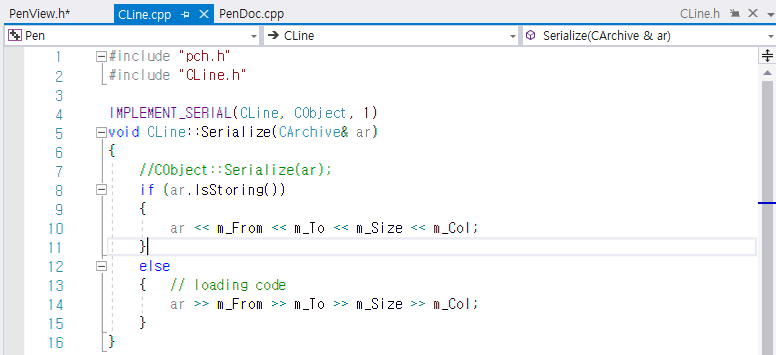 PenView.h* CLine.cpp PenDoc.cpp CLine.h
Pen CLine Serialize(CArchive & ar)
1 #include "pch.h"
2 #include "CLine.h"
3
4 IMPLEMENT_SERIAL(CLine, CObject, 1)
5 void CLine::Serialize(CArchive& ar)
6 {
7 //CObject::Serialize(ar);
8 if (ar.IsStoring())
9 {
10 ar << m_From << m_To << m_Size << m_Col;
11 }
12 else
13 { // loading code
14 ar >> m_From >> m_To >> m_Size >> m_Col;
15 }
16 }